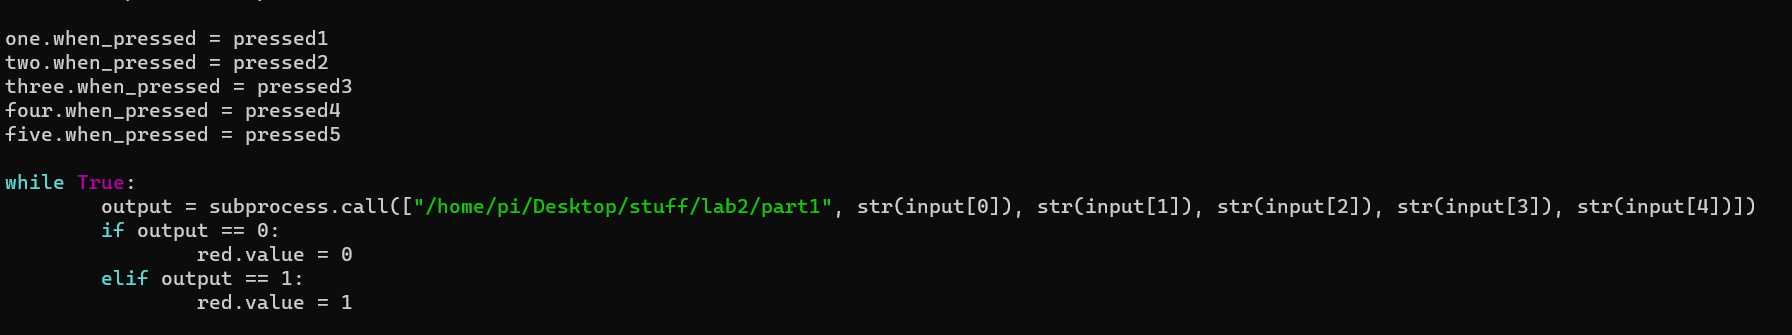 one.when_pressed = pressed1
two.when_pressed = pressed2
three.when_pressed = pressed3
four.when_pressed = pressed4
five.when_pressed = pressed5
while True:
output = subprocess.call(["/home/pi/Desktop/stuff/lab2/part1", str(input[0]), str(input[1]), str(input[2]), str(input[3]), str(input[4])])
if output == 0:
red.value = 0
elif output == 1:
red.value = 1